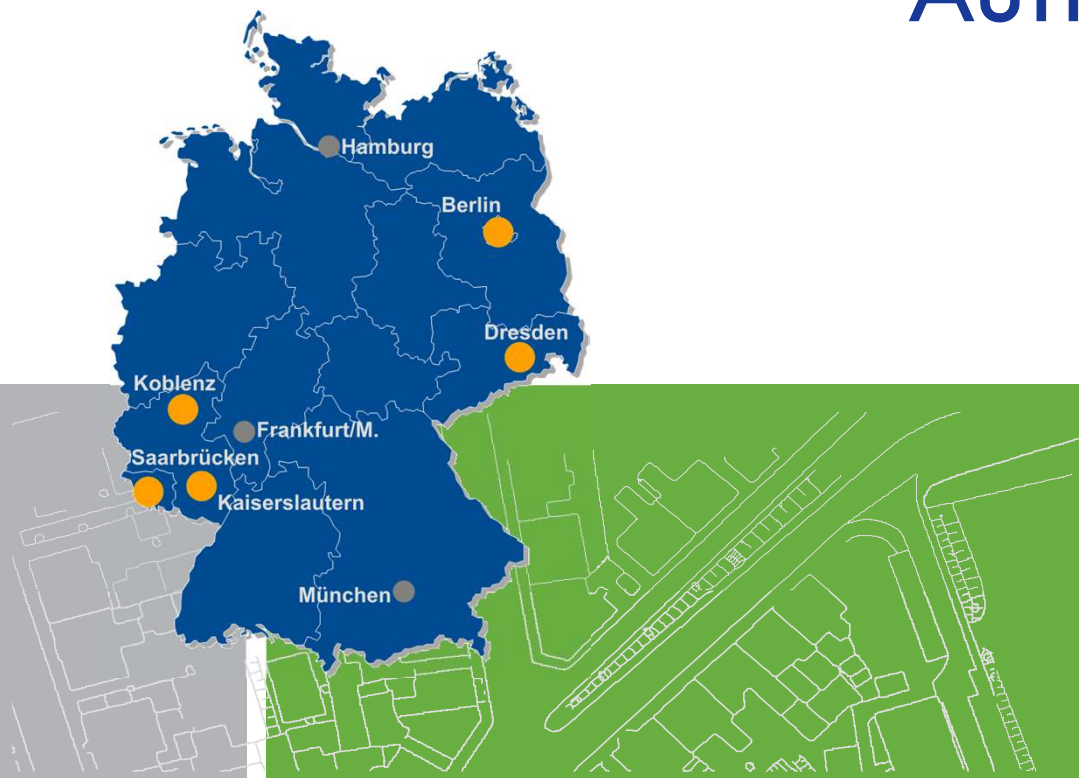 Hamburg
Berlin
Dresden
Koblenz
Frankfurt/M.
Saarbrücken
Kaiserslautern
München